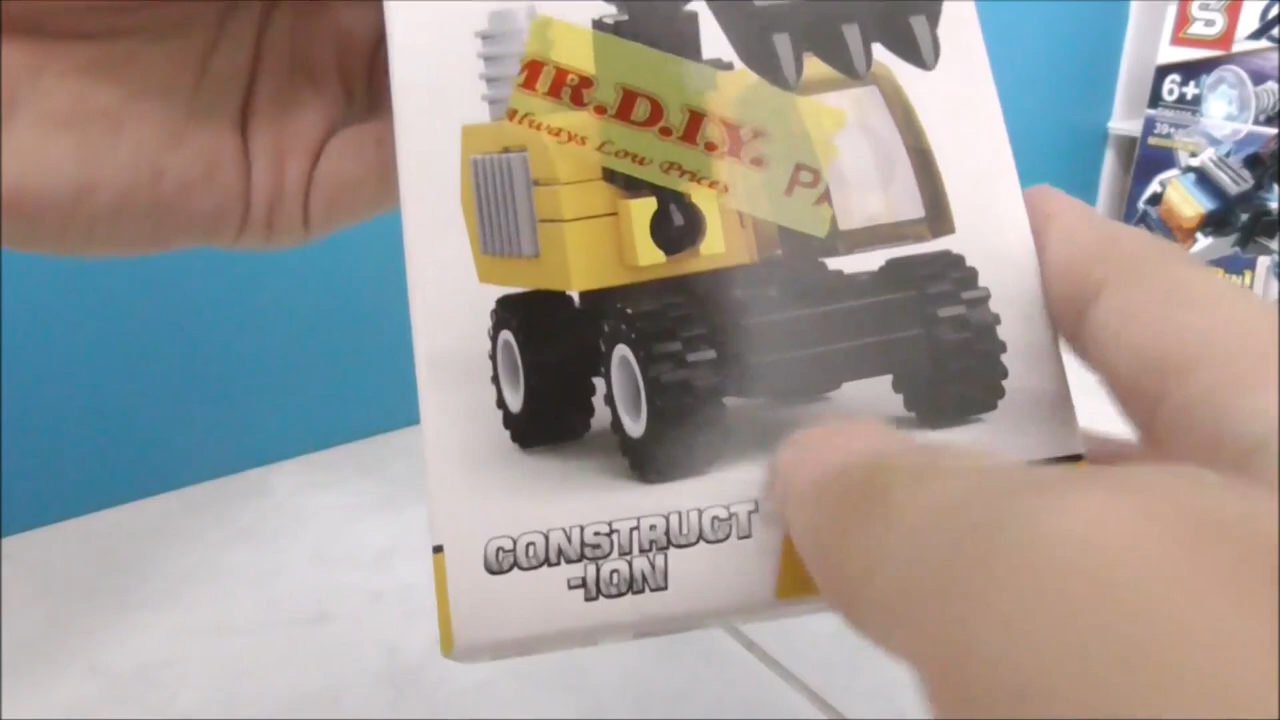 MR.D.I.Y.
Always Low Prices
CONSTRUCT
-ION
S
6+